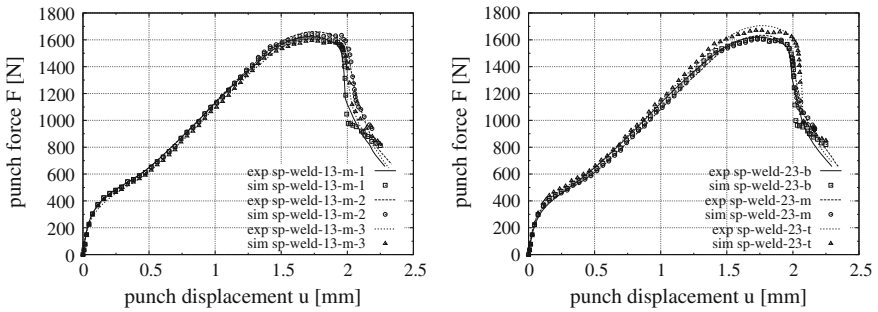 punch force F [N]
1800
1600
1400
1200
1000
800
600
400
200
0
0
0.5
1
1.5
2
2.5
punch displacement u [mm]
exp sp-weld-13-m-1
sim sp-weld-13-m-1
exp sp-weld-13-m-2
sim sp-weld-13-m-2
exp sp-weld-13-m-3
sim sp-weld-13-m-3
punch force F [N]
1800
1600
1400
1200
1000
800
600
400
200
0
0
0.5
1
1.5
2
2.5
punch displacement u [mm]
exp sp-weld-23-b
sim sp-weld-23-b
exp sp-weld-23-m
sim sp-weld-23-m
exp sp-weld-23-t
sim sp-weld-23-t